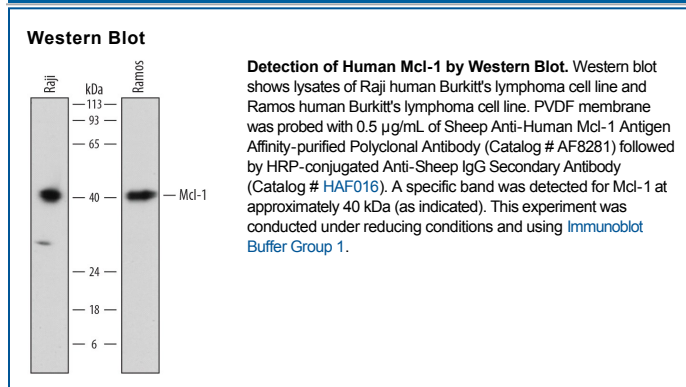 Western Blot
Raji
kDa
Ramos
113
93
65
40
Mcl-1
24
18
6
Detection of Human Mcl-1 by Western Blot. Western blot
shows lysates of Raji human Burkitt's lymphoma cell line and
Ramos human Burkitt's lymphoma cell line. PVDF membrane
was probed with 0.5 µg/mL of Sheep Anti-Human Mcl-1 Antigen
Affinity-purified Polyclonal Antibody (Catalog # AF8281) followed
by HRP-conjugated Anti-Sheep IgG Secondary Antibody
(Catalog # HAF016). A specific band was detected for Mcl-1 at
approximately 40 kDa (as indicated). This experiment was
conducted under reducing conditions and using Immunoblot
Buffer Group 1.